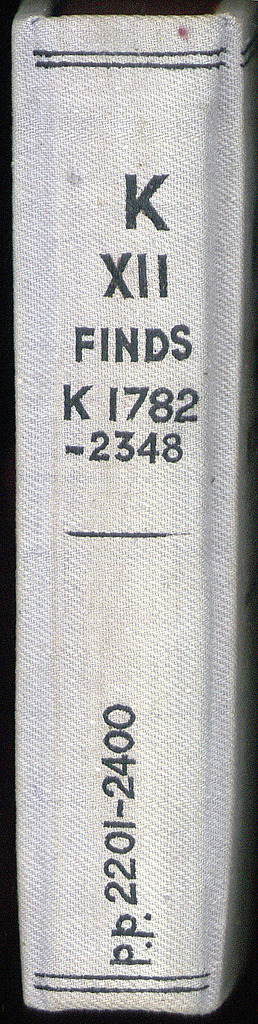 K
XII
FINDS
K 1782
-2348
p.p. 2201-2400